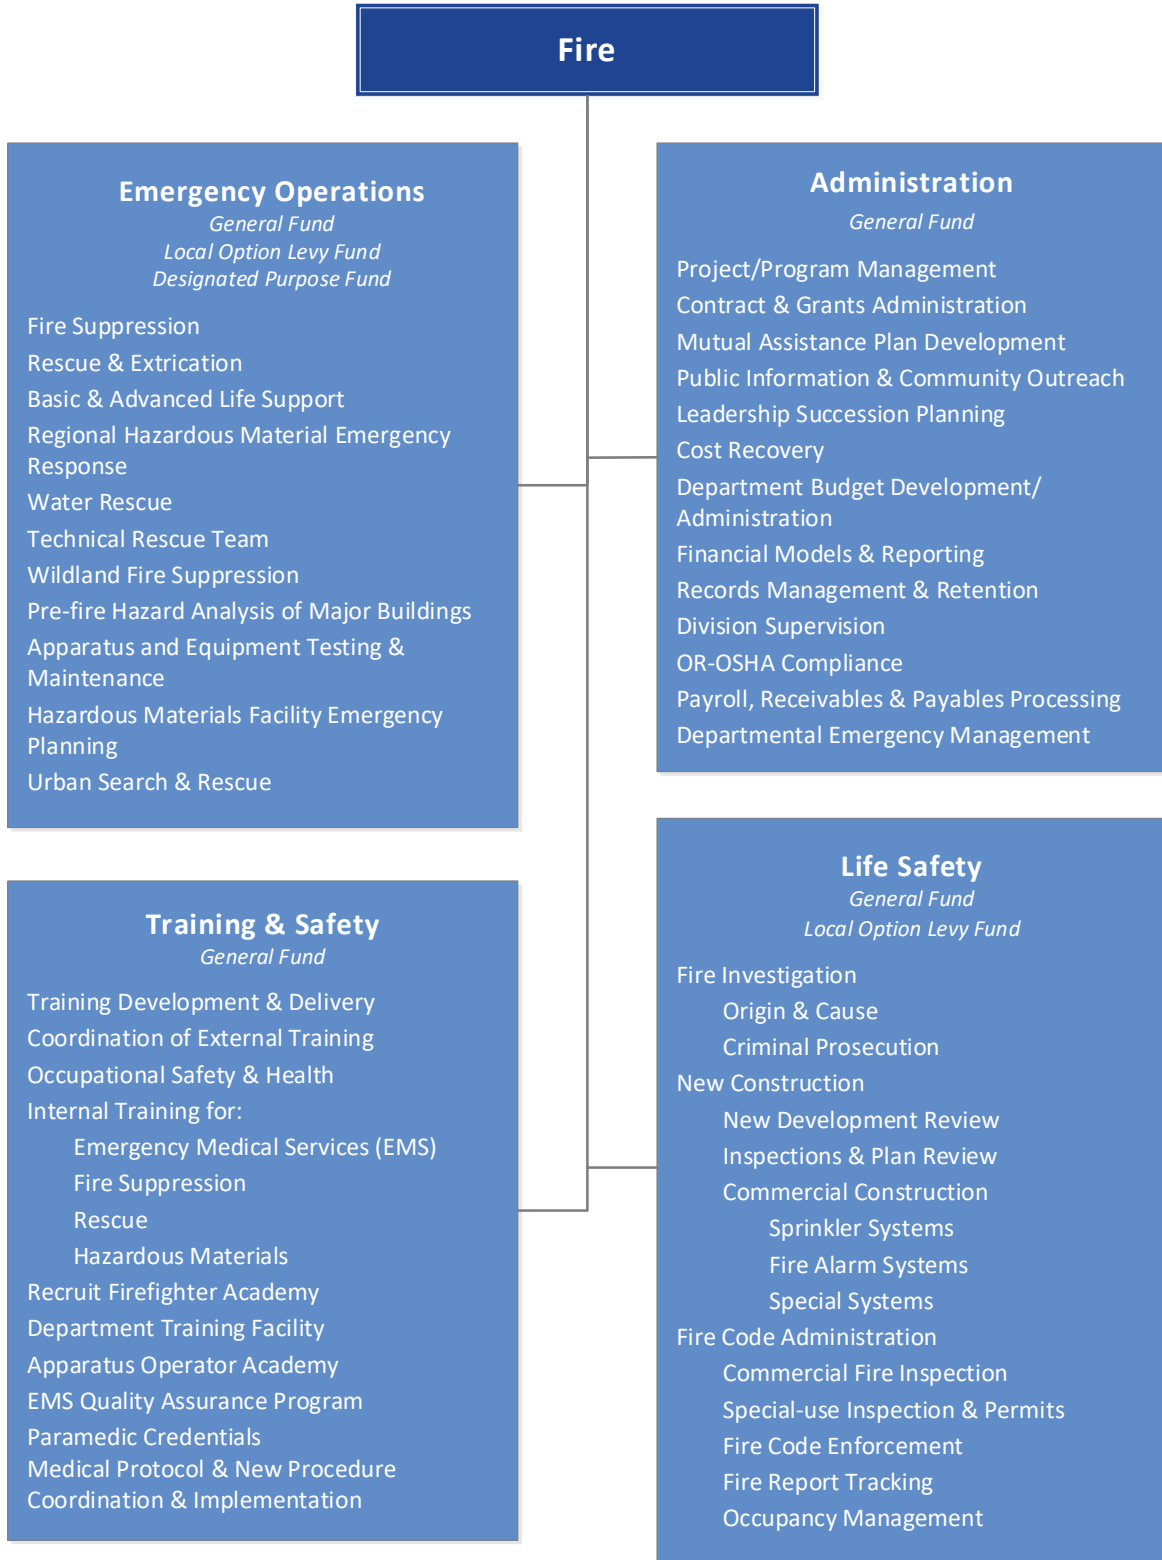 Fire
Emergency Operations
General Fund
Local Option Levy Fund
Designated Purpose Fund
Fire Suppression
Rescue & Extrication
Basic & Advanced Life Support
Regional Hazardous Material Emergency
Response
Water Rescue
Technical Rescue Team
Wildland Fire Suppression
Pre-fire Hazard Analysis of Major Buildings
Apparatus and Equipment Testing &
Maintenance
Hazardous Materials Facility Emergency
Planning
Urban Search & Rescue
Administration
General Fund
Project/Program Management
Contract & Grants Administration
Mutual Assistance Plan Development
Public Information & Community Outreach
Leadership Succession Planning
Cost Recovery
Department Budget Development/
Administration
Financial Models & Reporting
Records Management & Retention
Division Supervision
OR-OSHA Compliance
Payroll, Receivables & Payables Processing
Departmental Emergency Management
Training & Safety
General Fund
Training Development & Delivery
Coordination of External Training
Occupational Safety & Health
Internal Training for:
Emergency Medical Services (EMS)
Fire Suppression
Rescue
Hazardous Materials
Recruit Firefighter Academy
Department Training Facility
Apparatus Operator Academy
EMS Quality Assurance Program
Paramedic Credentials
Medical Protocol & New Procedure
Coordination & Implementation
Life Safety
General Fund
Local Option Levy Fund
Fire Investigation
Origin & Cause
Criminal Prosecution
New Construction
New Development Review
Inspections & Plan Review
Commercial Construction
Sprinkler Systems
Fire Alarm Systems
Special Systems
Fire Code Administration
Commercial Fire Inspection
Special-use Inspection & Permits
Fire Code Enforcement
Fire Report Tracking
Occupancy Management